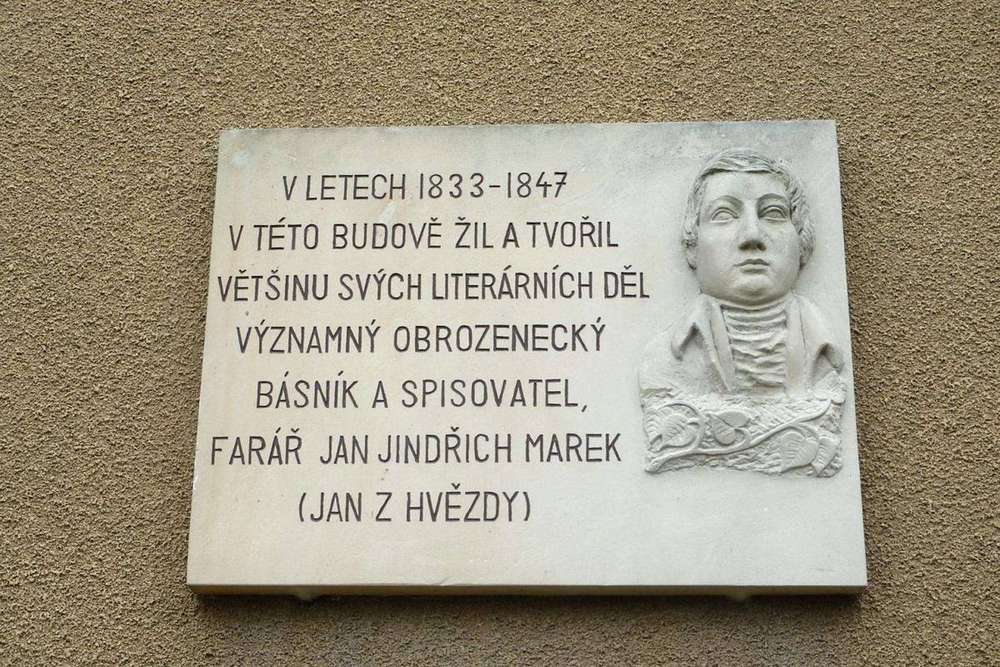 V LETECH 1833-1847
V TÉTO BUDOVĚ ŽIL A TVOŘIL
VĚTŠINU SVÝCH LITERÁRNÍCH DĚL
VÝZNAMNÝ OBROZENECKÝ
BÁSNÍK A SPISOVATEL,
FARÁŘ JAN JINDŘICH MAREK
(JAN Z HVĚZDY)